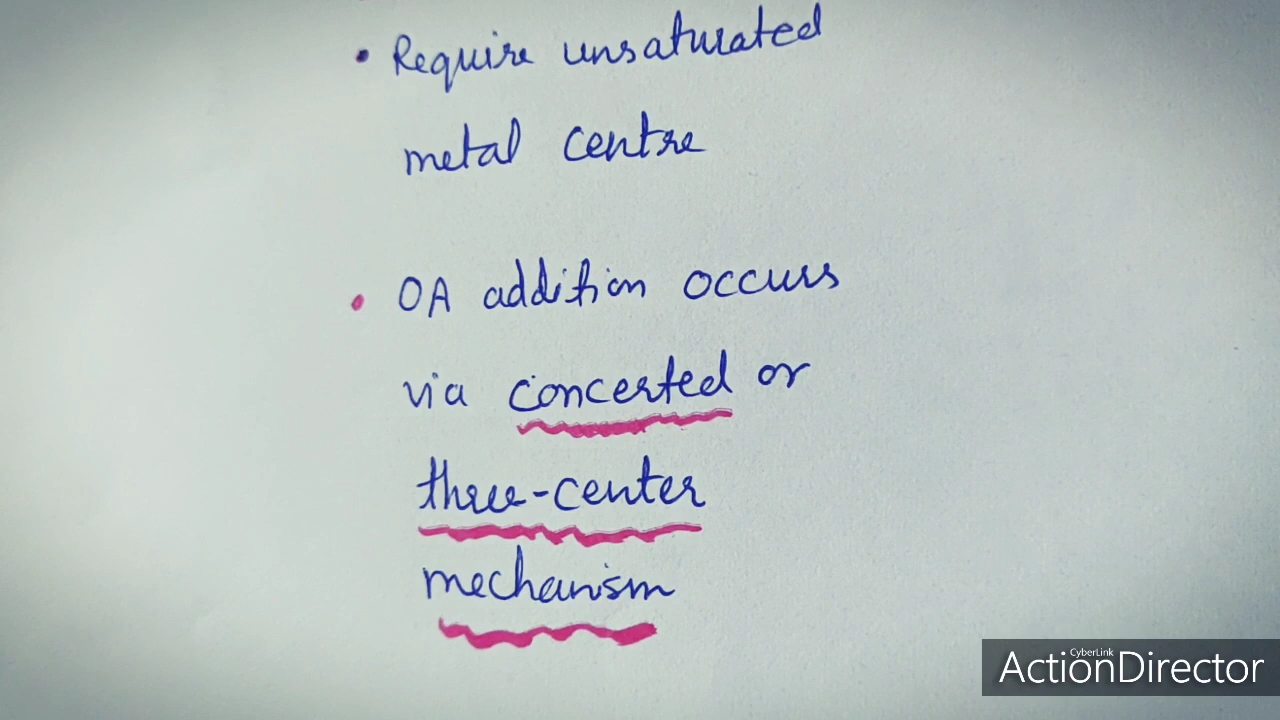 • Require unsaturated
metal centre
• OA addition occurs
via concerted or
three-center
mechanism
CyberLink
ActionDirector